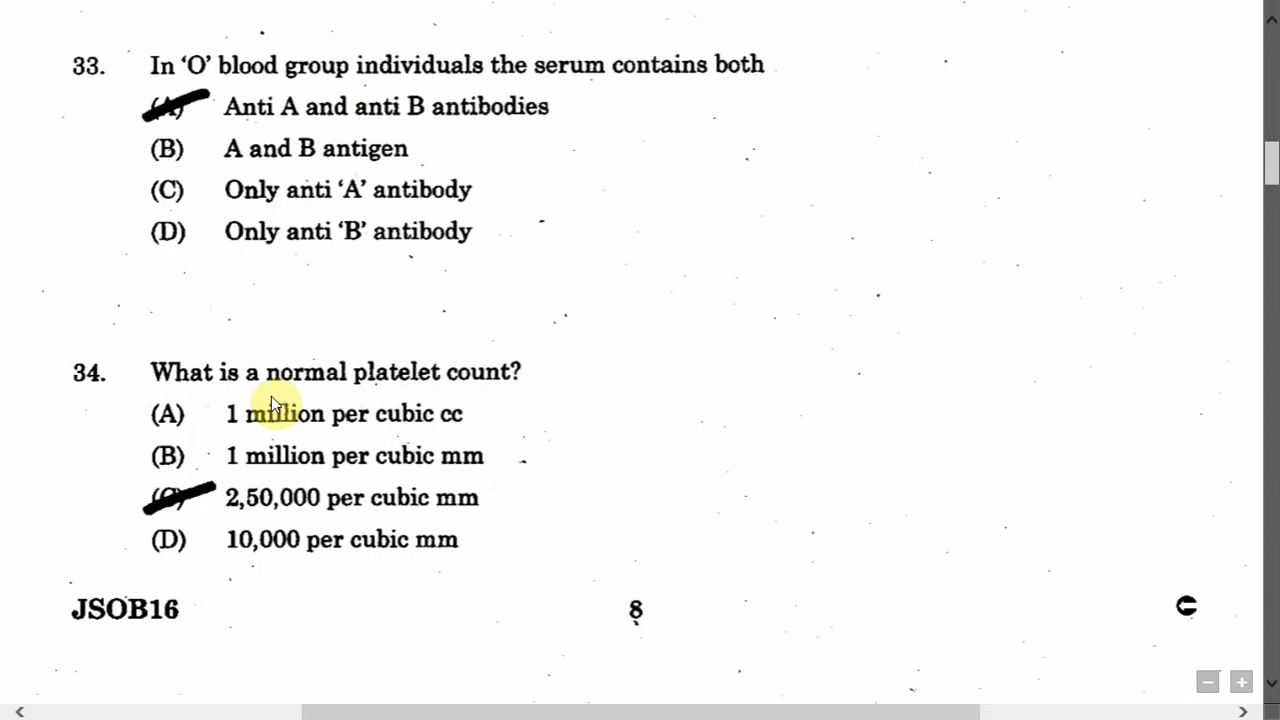 33. In ‘O’ blood group individuals the serum contains both
(A) Anti A and anti B antibodies
(B) A and B antigen
(C) Only anti ‘A’ antibody
(D) Only anti ‘B’ antibody
34. What is a normal platelet count?
(A) 1 million per cubic cc
(B) 1 million per cubic mm
(C) 2,50,000 per cubic mm
(D) 10,000 per cubic mm
JSOB16 8